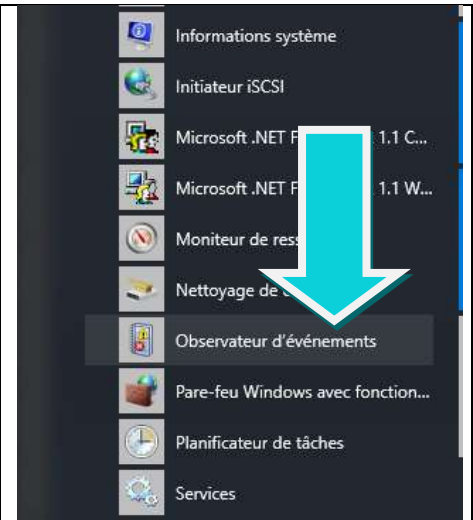 Informations système
Initiateur iSCSI
Microsoft .NET F 1.1 C...
Microsoft .NET F 1.1 W...
Moniteur de ress
Nettoyage de
Observateur d'événements
Pare-feu Windows avec fonction...
Planificateur de tâches
Services